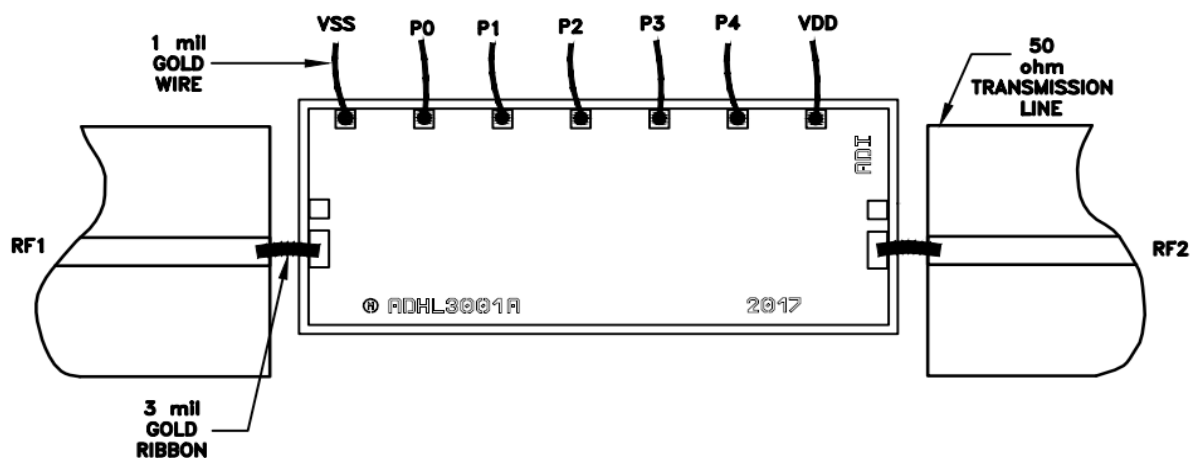 VSS P0 P1 P2 P3 P4 VDD
1 mil
GOLD
WIRE
50
ohm
TRANSMISSION
LINE
ADI
RF1
RF2
ADHL3001A 2017
3 mil
GOLD
RIBBON